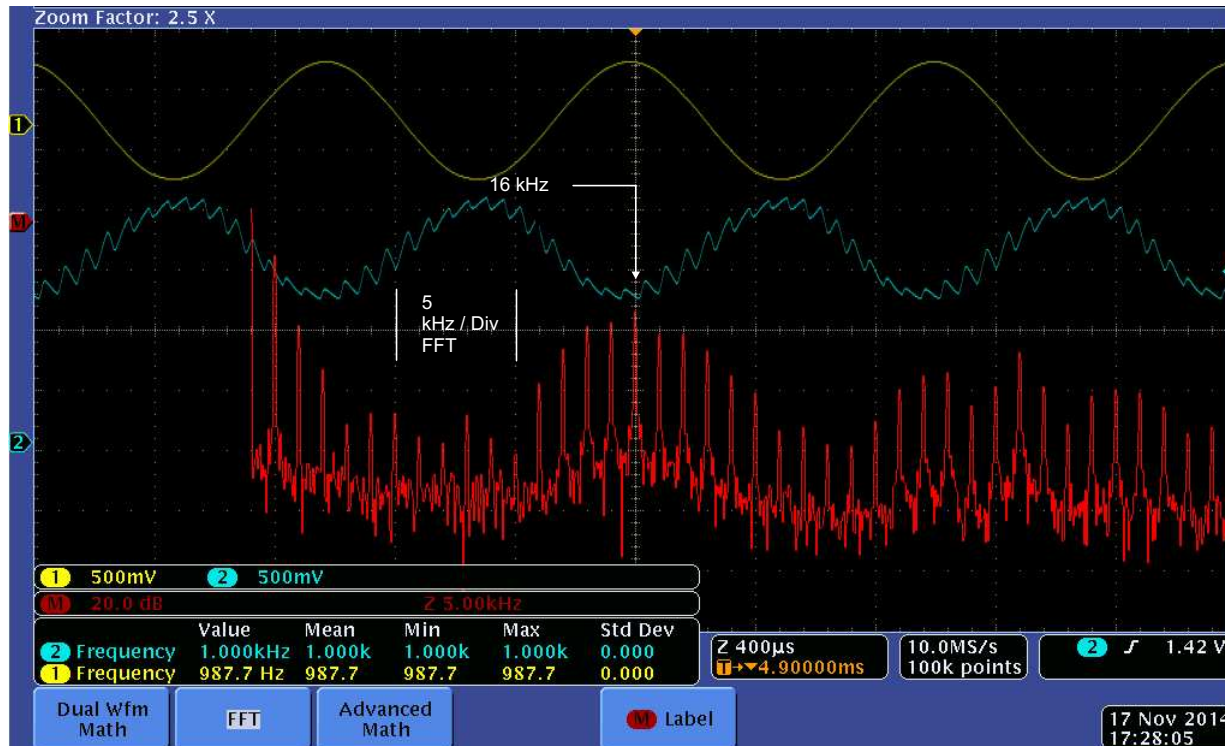 Zoom Factor: 2.5 X
1
16 kHz
M
5
kHz / Div
FFT
2
1 500mV 2 500mV
M 20.0 dB Z 5.00kHz
Value Mean Min Max Std Dev
2 Frequency 1.000kHz 1.000k 1.000k 1.000k 0.000
1 Frequency 987.7 Hz 987.7 987.7 987.7 0.000
Z 400µs
T→▼4.90000ms
10.0MS/s
100k points
2 ƒ 1.42 V
Dual Wfm
Math
FFT
Advanced
Math
M Label
17 Nov 2014
17:28:05